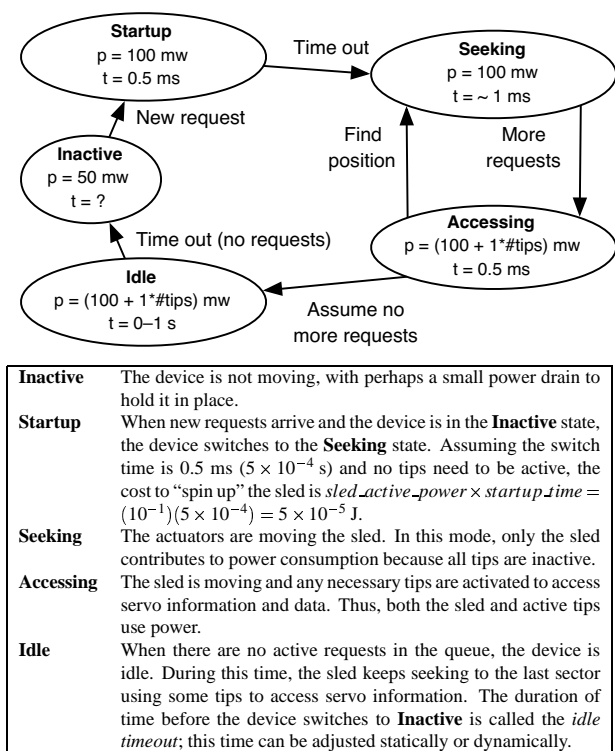 Startup
p = 100 mw
t = 0.5 ms
Time out
Seeking
p = 100 mw
t = ~ 1 ms
New request
Find
position
More
requests
Inactive
p = 50 mw
t = ?
Accessing
p = (100 + 1*#tips) mw
t = 0.5 ms
Time out (no requests)
Idle
p = (100 + 1*#tips) mw
t = 0–1 s
Assume no
more requests
Inactive The device is not moving, with perhaps a small power drain to
hold it in place.
Startup When new requests arrive and the device is in the Inactive state,
the device switches to the Seeking state. Assuming the switch
time is 0.5 ms (5 × 10⁻⁴ s) and no tips need to be active, the
cost to “spin up” the sled is sled_active_power × startup_time =
(10⁻¹)(5 × 10⁻⁴) = 5 × 10⁻⁵ J.
Seeking The actuators are moving the sled. In this mode, only the sled
contributes to power consumption because all tips are inactive.
Accessing The sled is moving and any necessary tips are activated to access
servo information and data. Thus, both the sled and active tips
use power.
Idle When there are no active requests in the queue, the device is
idle. During this time, the sled keeps seeking to the last sector
using some tips to access servo information. The duration of
time before the device switches to Inactive is called the idle
timeout; this time can be adjusted statically or dynamically.